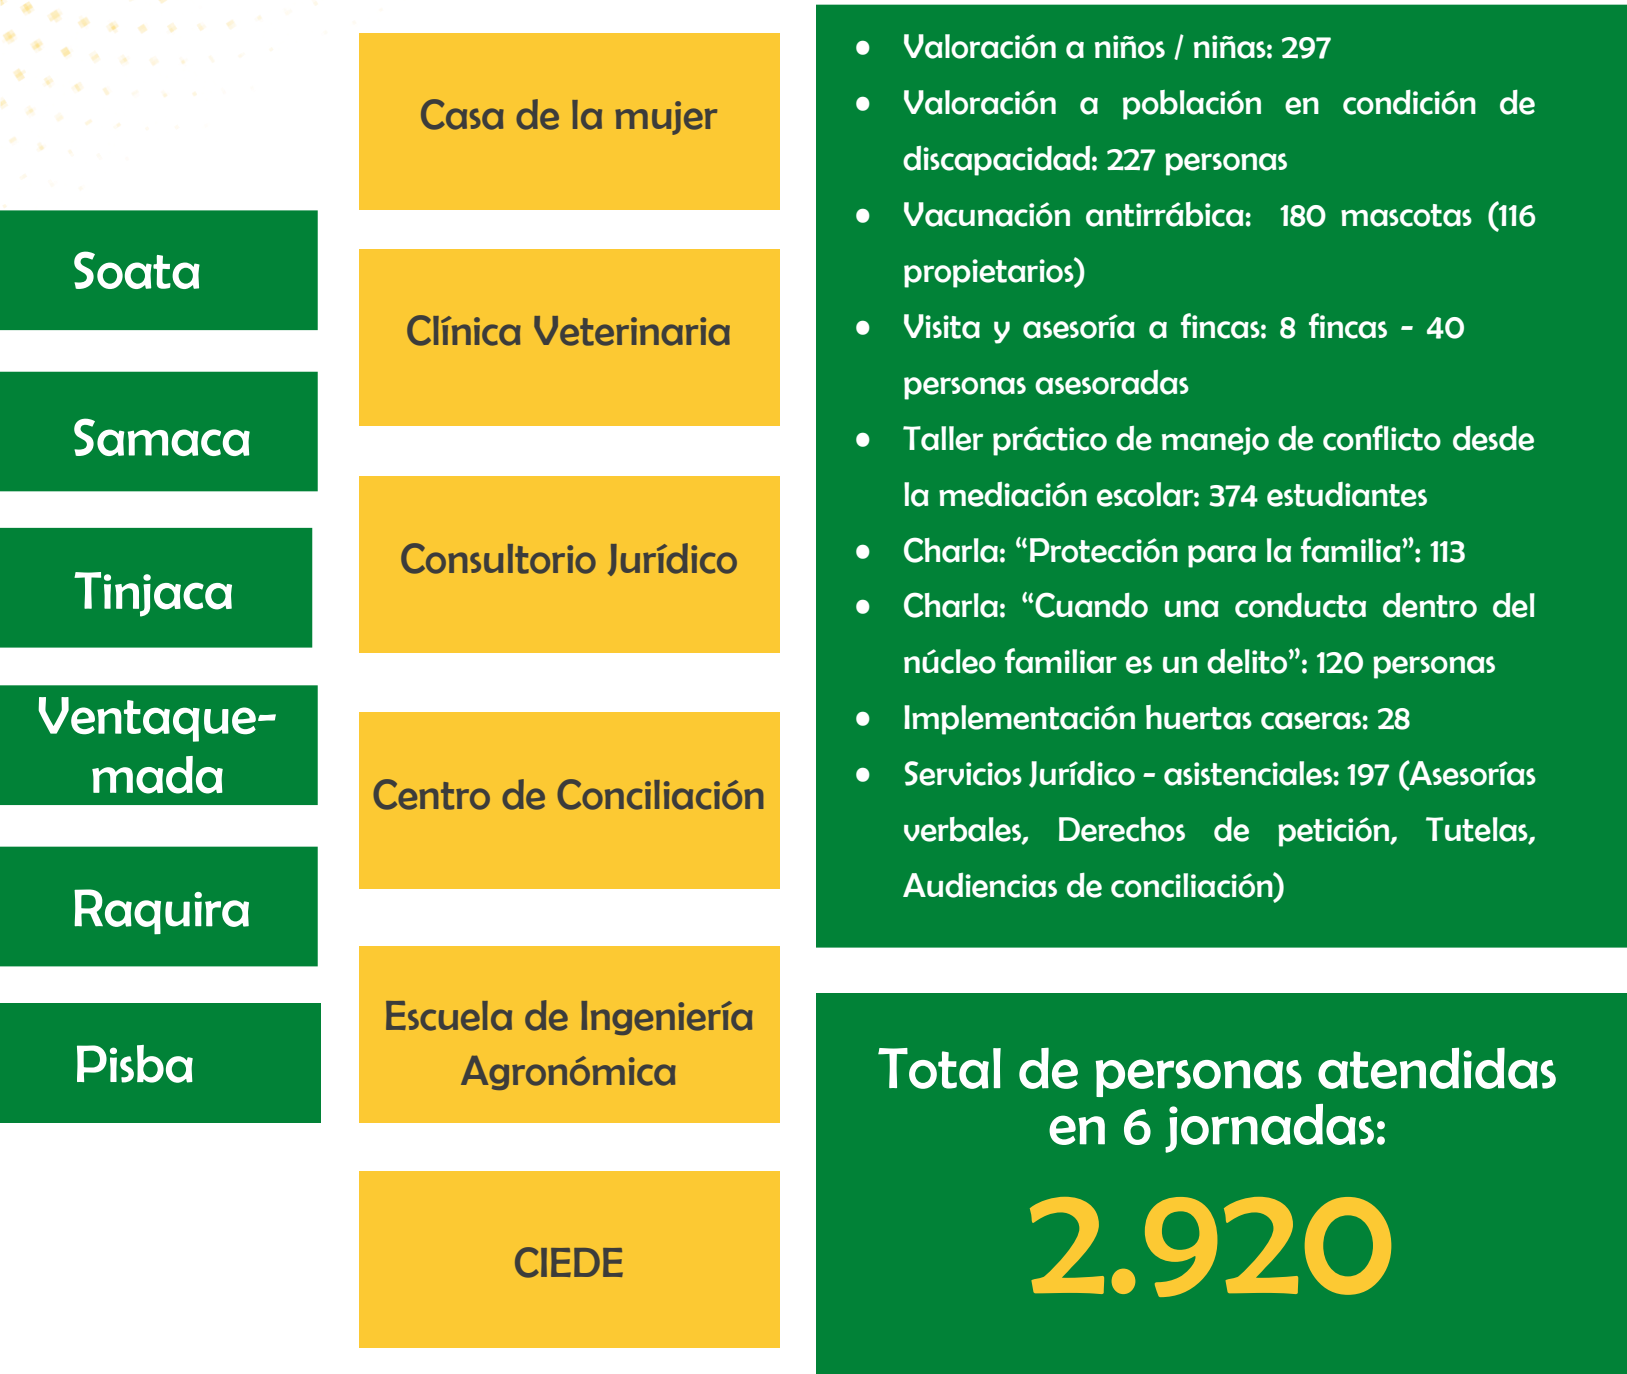 Soata
Samaca
Tinjaca
Ventaque-
mada
Raquira
Pisba
Casa de la mujer
Clínica Veterinaria
Consultorio Jurídico
Centro de Conciliación
Escuela de Ingeniería
Agronómica
CIEDE
• Valoración a niños / niñas: 297
• Valoración a población en condición de
discapacidad: 227 personas
• Vacunación antirrábica: 180 mascotas (116
propietarios)
• Visita y asesoría a fincas: 8 fincas - 40
personas asesoradas
• Taller práctico de manejo de conflicto desde
la mediación escolar: 374 estudiantes
• Charla: “Protección para la familia”: 113
• Charla: “Cuando una conducta dentro del
núcleo familiar es un delito”: 120 personas
• Implementación huertas caseras: 28
• Servicios Jurídico - asistenciales: 197 (Asesorías
verbales, Derechos de petición, Tutelas,
Audiencias de conciliación)
Total de personas atendidas
en 6 jornadas:
2.920